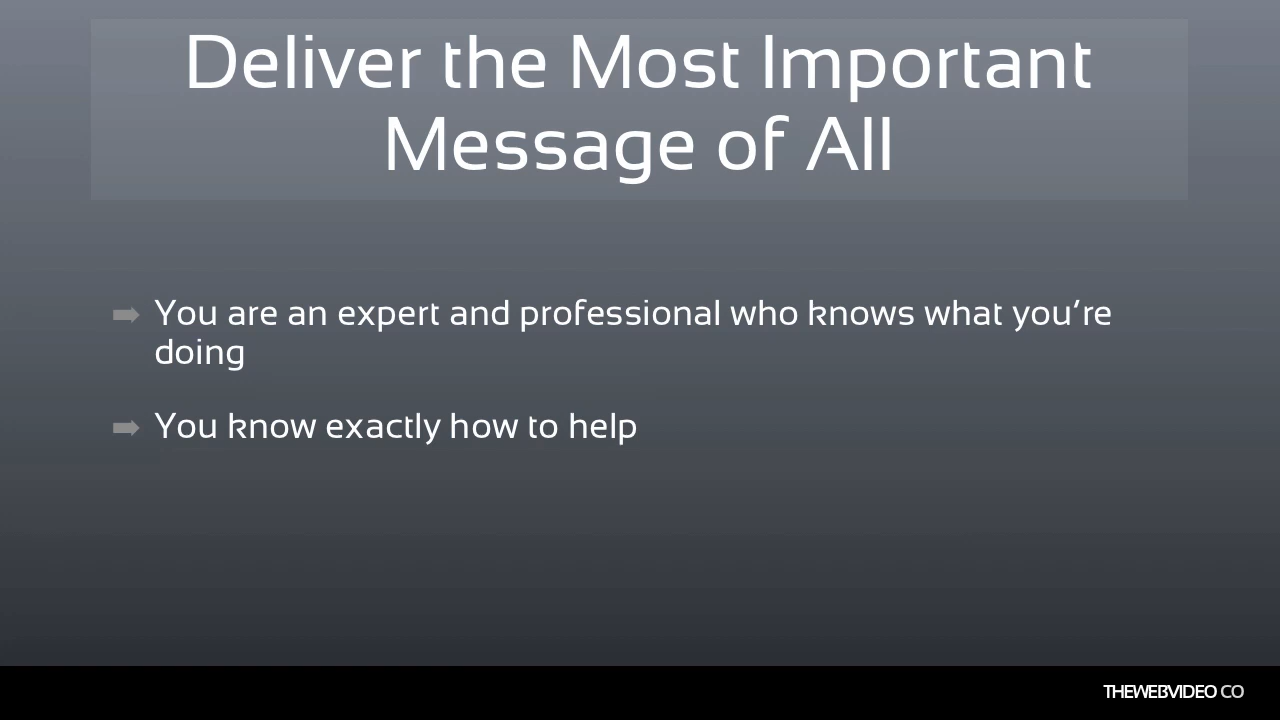 Deliver the Most Important
Message of All
You are an expert and professional who knows what you’re
doing
You know exactly how to help
THEWEBVIDEO CO